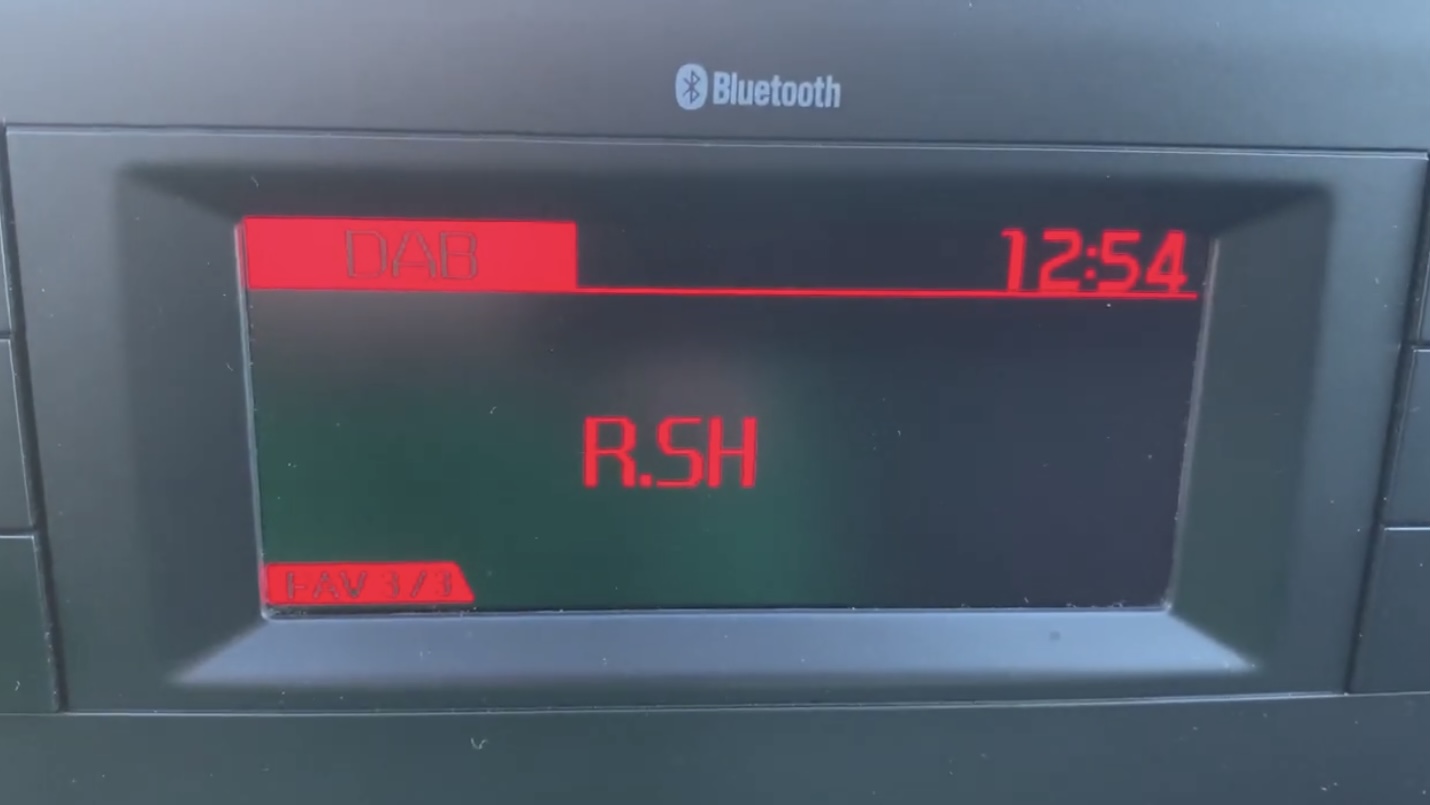 Bluetooth
DAB 12:54
R.SH
FAV 3/3